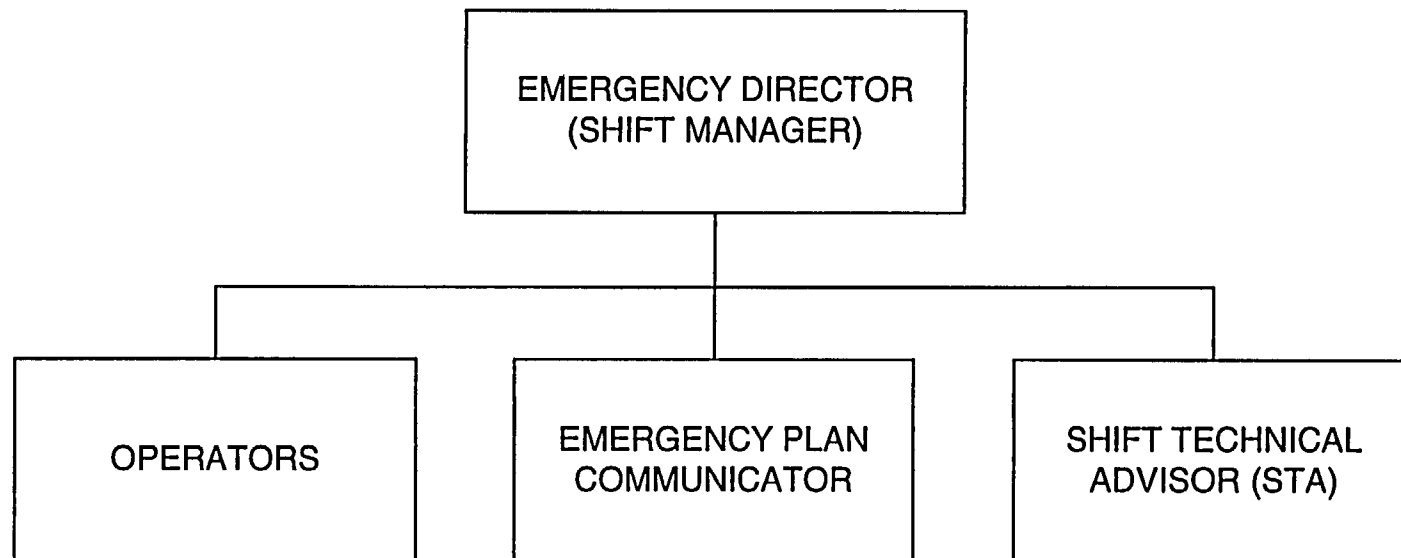 EMERGENCY DIRECTOR
(SHIFT MANAGER)
OPERATORS
EMERGENCY PLAN
COMMUNICATOR
SHIFT TECHNICAL
ADVISOR (STA)